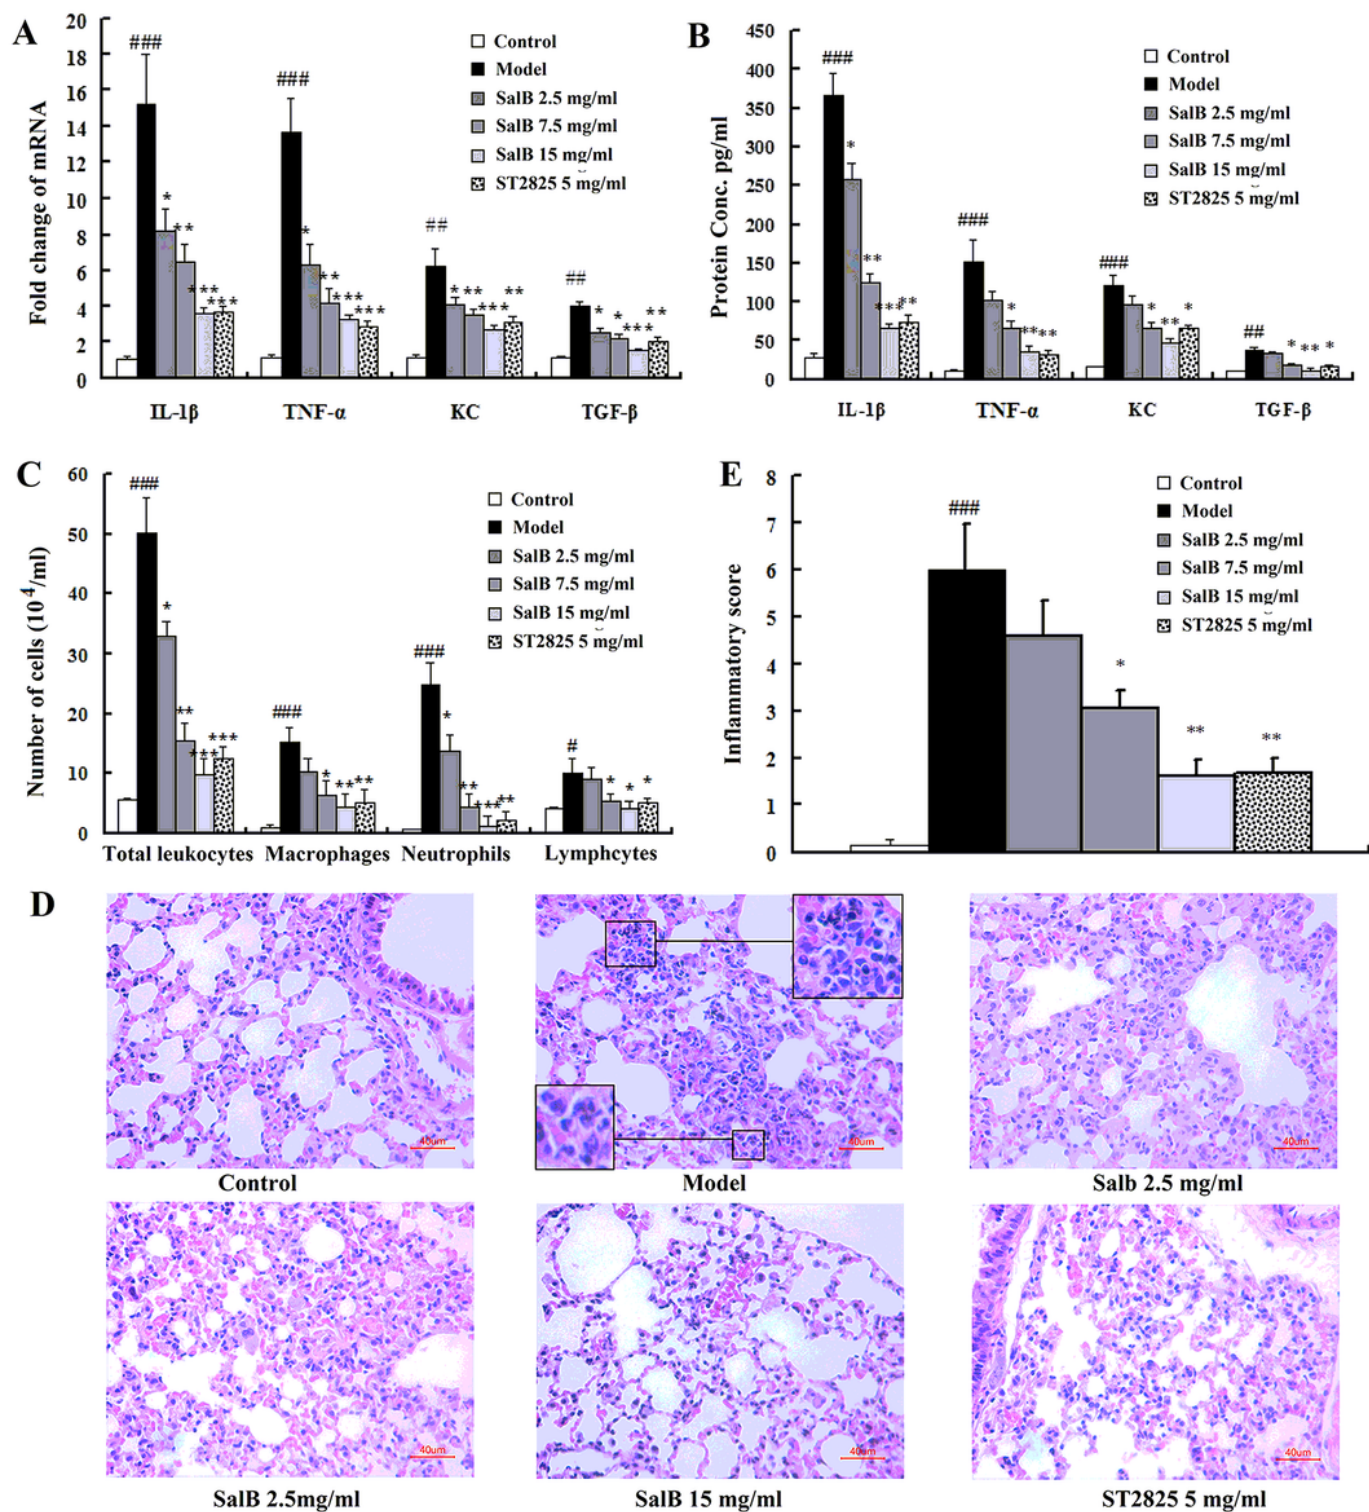 A
20
18
16
14
12
10
8
6
4
2
0
Fold change of mRNA
###
###
##
##
* ** *** ***
* ** *** ***
* ** *** **
* * *** **
Control
Model
SalB 2.5 mg/ml
SalB 7.5 mg/ml
SalB 15 mg/ml
ST2825 5 mg/ml
IL-1β TNF-α KC TGF-β
B
450
400
350
300
250
200
150
100
50
0
Protein Conc. pg/ml
###
###
###
##
* ** *** **
* ** **
* ** *
* ** *
Control
Model
SalB 2.5 mg/ml
SalB 7.5 mg/ml
SalB 15 mg/ml
ST2825 5 mg/ml
IL-1β TNF-α KC TGF-β
C
60
50
40
30
20
10
0
Number of cells (10⁴/ml)
###
###
###
#
* ** *** ***
* ** **
* ** *** **
* * *
Control
Model
SalB 2.5 mg/ml
SalB 7.5 mg/ml
SalB 15 mg/ml
ST2825 5 mg/ml
Total leukocytes Macrophages Neutrophils Lymphcytes
E
8
7
6
5
4
3
2
1
0
Inflammatory score
###
* ** **
Control
Model
SalB 2.5 mg/ml
SalB 7.5 mg/ml
SalB 15 mg/ml
ST2825 5 mg/ml
D
40um
40um
40um
Control Model Salb 2.5 mg/ml
40um
40um
40um
SalB 2.5mg/ml SalB 15 mg/ml ST2825 5 mg/ml